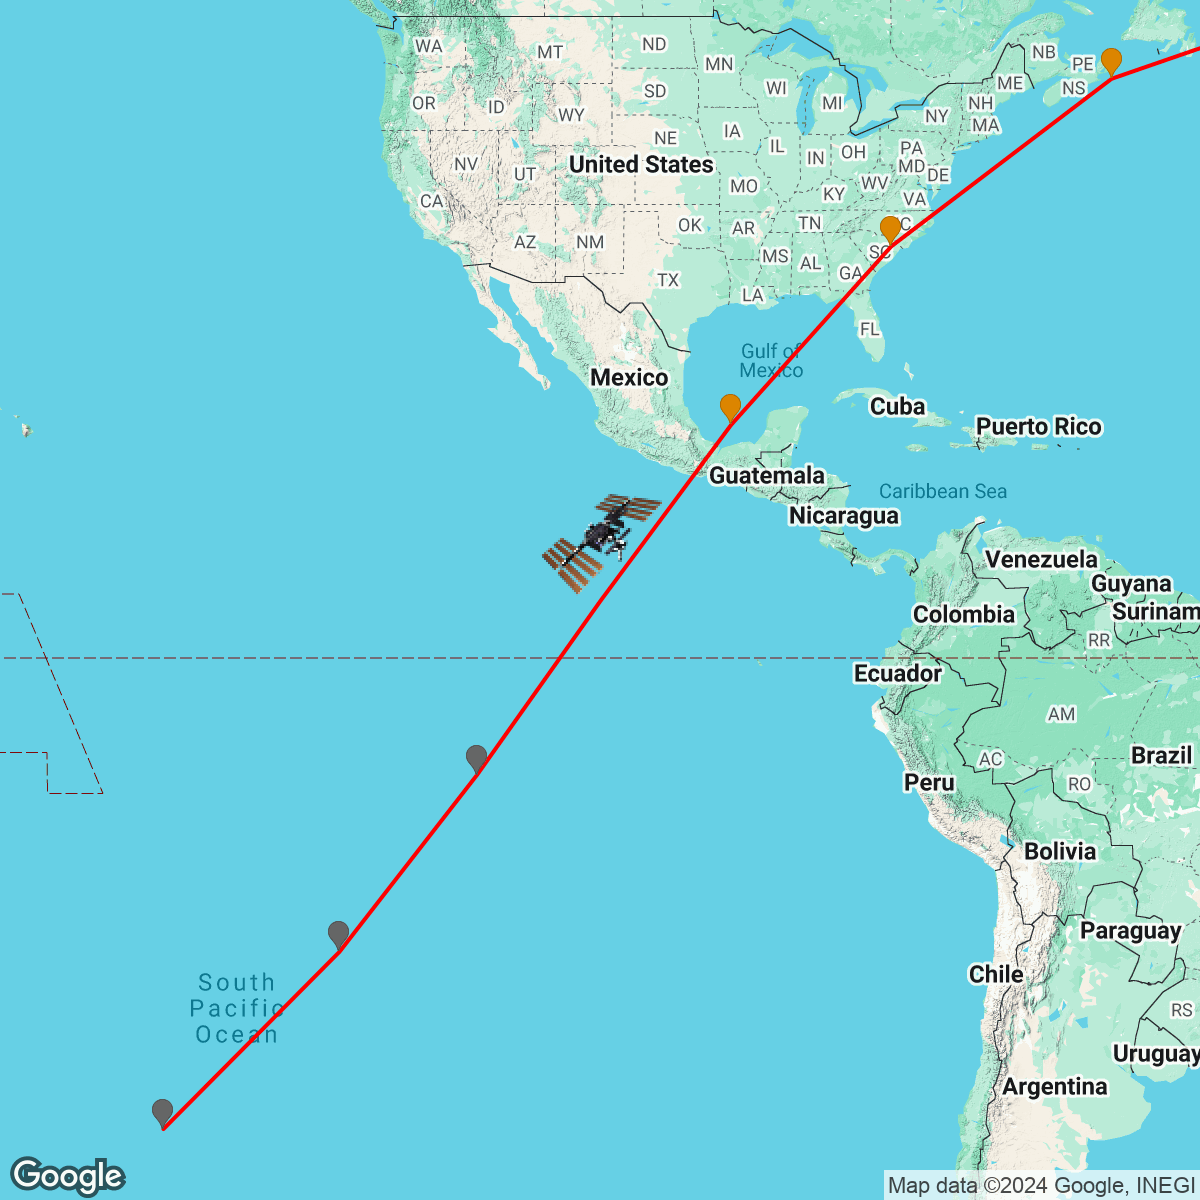 WA
MT
ND
MN
NB
PE
NS
ME
OR
ID
WY
SD
WI
MI
NH
MA
NY
NV
UT
NE
IA
IL
IN
OH
PA
MD
DE
United States
CA
MO
KY
WV
VA
AZ
NM
OK
AR
TN
SC
TX
LA
MS
AL
GA
FL
Gulf of
Mexico
Mexico
Cuba
Puerto Rico
Guatemala
Caribbean Sea
Nicaragua
Venezuela
Guyana
Colombia
Surinam
RR
Ecuador
AM
AC
Brazil
Peru
RO
Bolivia
Paraguay
South
Pacific
Ocean
Chile
RS
Uruguay
Argentina
Google
Map data ©2024 Google, INEGI